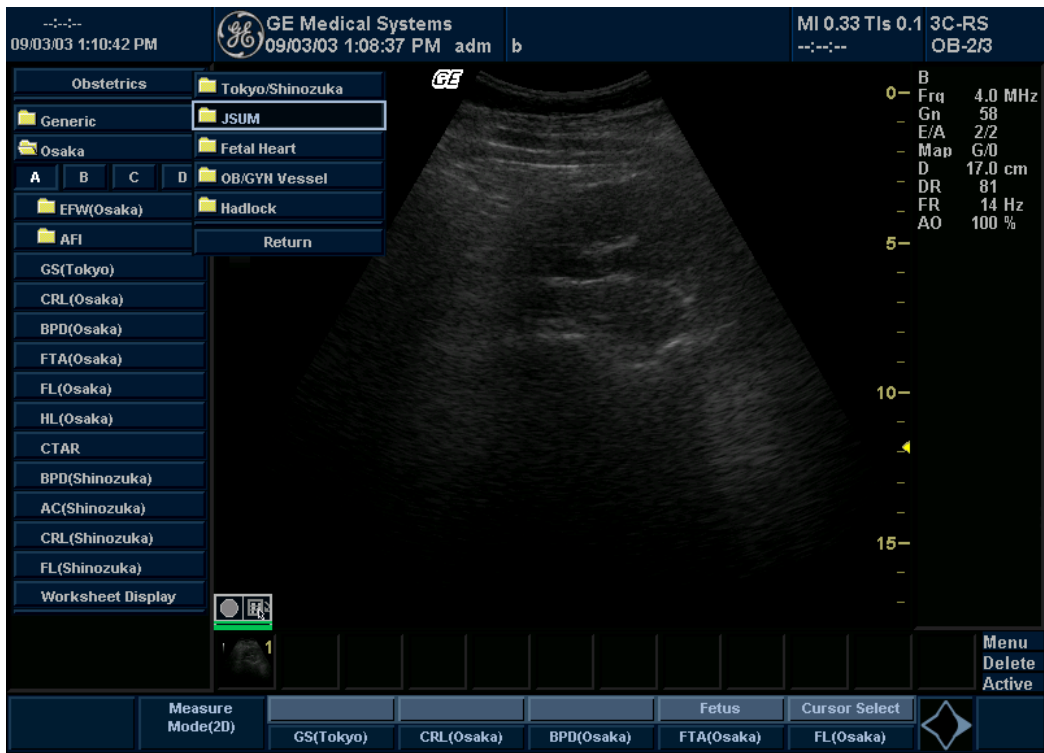 --:--:--
09/03/03 1:10:42 PM
GE Medical Systems
09/03/03 1:08:37 PM adm b
MI 0.33 TIs 0.1
--:--:--
3C-RS
OB-2/3
Obstetrics
Generic
Osaka
A B C D
EFW(Osaka)
AFI
GS(Tokyo)
CRL(Osaka)
BPD(Osaka)
FTA(Osaka)
FL(Osaka)
HL(Osaka)
CTAR
BPD(Shinozuka)
AC(Shinozuka)
CRL(Shinozuka)
FL(Shinozuka)
Worksheet Display
Tokyo/Shinozuka
JSUM
Fetal Heart
OB/GYN Vessel
Hadlock
Return
GE
0
5
10
15
B
Frq 4.0 MHz
Gn 58
E/A 2/2
Map G/0
D 17.0 cm
DR 81
FR 14 Hz
AO 100 %
1
Menu
Delete
Active
Measure
Mode(2D)
Fetus
Cursor Select
GS(Tokyo)
CRL(Osaka)
BPD(Osaka)
FTA(Osaka)
FL(Osaka)